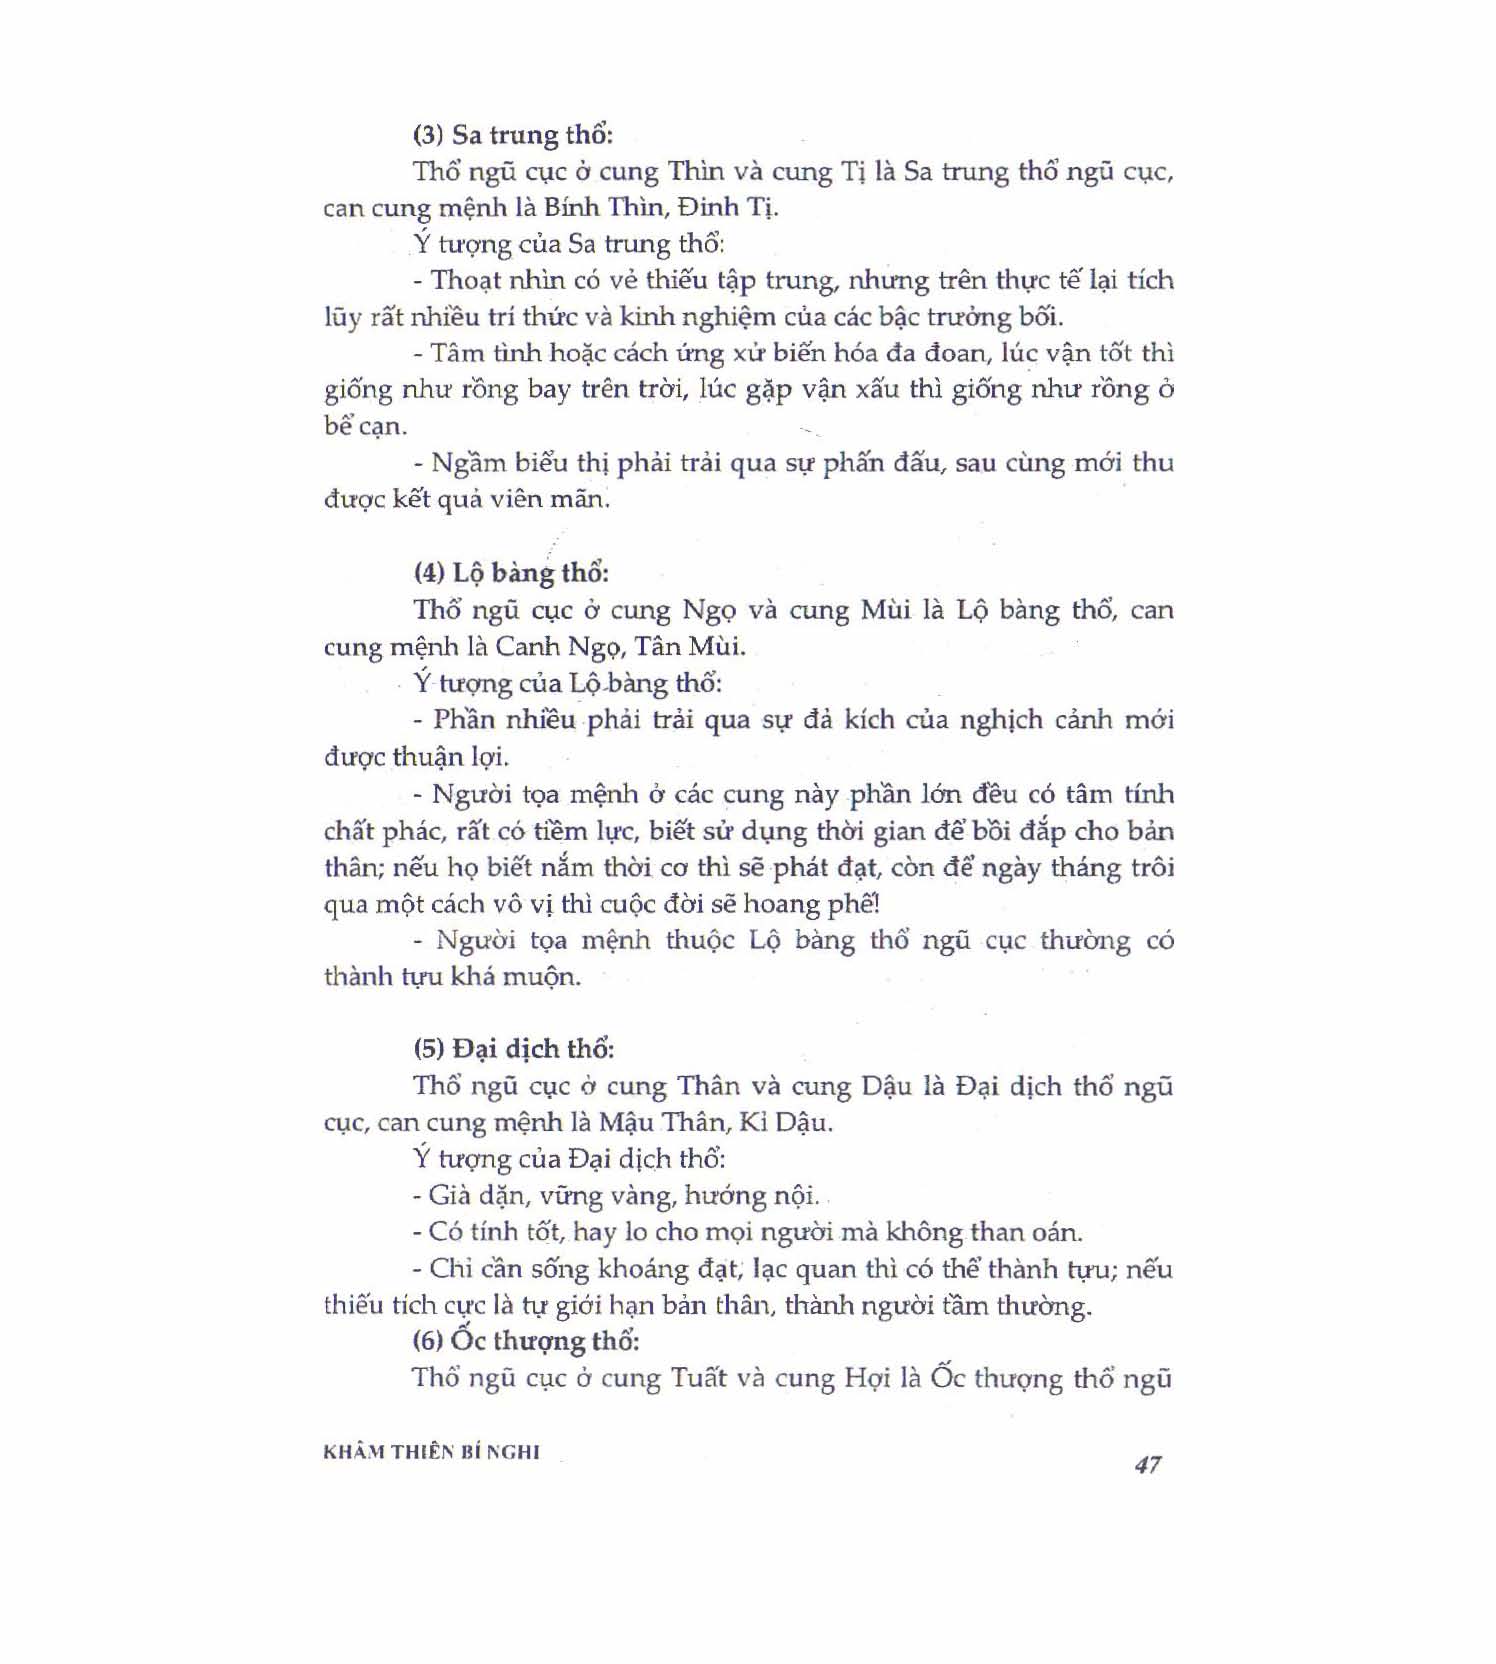 (3) Sa trung thổ:
Thổ ngũ cục ở cung Thìn và cung Tị là Sa trung thổ ngũ cục,
can cung mệnh là Bính Thìn, Đinh Tị.
Ý tượng của Sa trung thổ:
- Thoạt nhìn có vẻ thiếu tập trung, nhưng trên thực tế lại tích
lũy rất nhiều trí thức và kinh nghiệm của các bậc trưởng bối.
- Tâm tình hoặc cách ứng xử biến hóa đa đoan, lúc vận tốt thì
giống như rồng bay trên trời, lúc gặp vận xấu thì giống như rồng ở
bể cạn.
- Ngầm biểu thị phải trải qua sự phấn đấu, sau cùng mới thu
được kết quả viên mãn.
(4) Lộ bàng thổ:
Thổ ngũ cục ở cung Ngọ và cung Mùi là Lộ bàng thổ, can
cung mệnh là Canh Ngọ, Tân Mùi.
Ý tượng của Lộ bàng thổ:
- Phần nhiều phải trải qua sự đả kích của nghịch cảnh mới
được thuận lợi.
- Người tọa mệnh ở các cung này phần lớn đều có tâm tính
chất phác, rất có tiềm lực, biết sử dụng thời gian để bồi đắp cho bản
thân; nếu họ biết nắm thời cơ thì sẽ phát đạt, còn để ngày tháng trôi
qua một cách vô vị thì cuộc đời sẽ hoang phế!
- Người tọa mệnh thuộc Lộ bàng thổ ngũ cục thường có
thành tựu khá muộn.
(5) Đại dịch thổ:
Thổ ngũ cục ở cung Thân và cung Dậu là Đại dịch thổ ngũ
cục, can cung mệnh là Mậu Thân, Kỉ Dậu.
Ý tượng của Đại dịch thổ:
- Già dặn, vững vàng, hướng nội.
- Có tính tốt, hay lo cho mọi người mà không than oán.
- Chỉ cần sống khoáng đạt, lạc quan thì có thể thành tựu; nếu
thiếu tích cực là tự giới hạn bản thân, thành người tầm thường.
(6) Ốc thượng thổ:
Thổ ngũ cục ở cung Tuất và cung Hợi là Ốc thượng thổ ngũ
KHÂM THIÊN BÍ NGHI
47